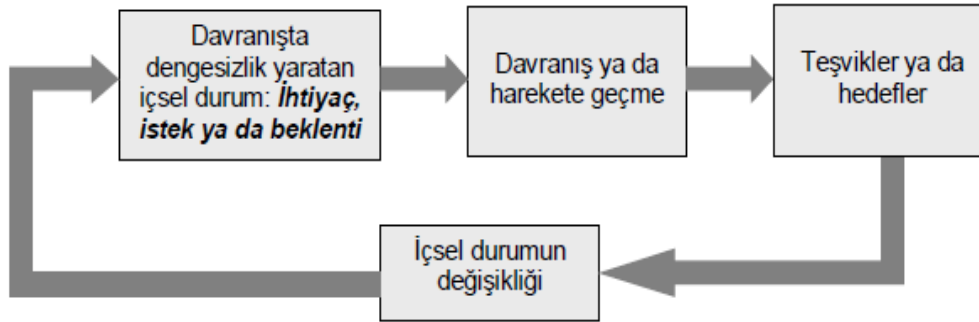 Davranışta
dengesizlik yaratan
içsel durum: İhtiyaç,
istek ya da beklenti
Davranış ya da
harekete geçme
Teşvikler ya da
hedefler
İçsel durumun
değişikliği